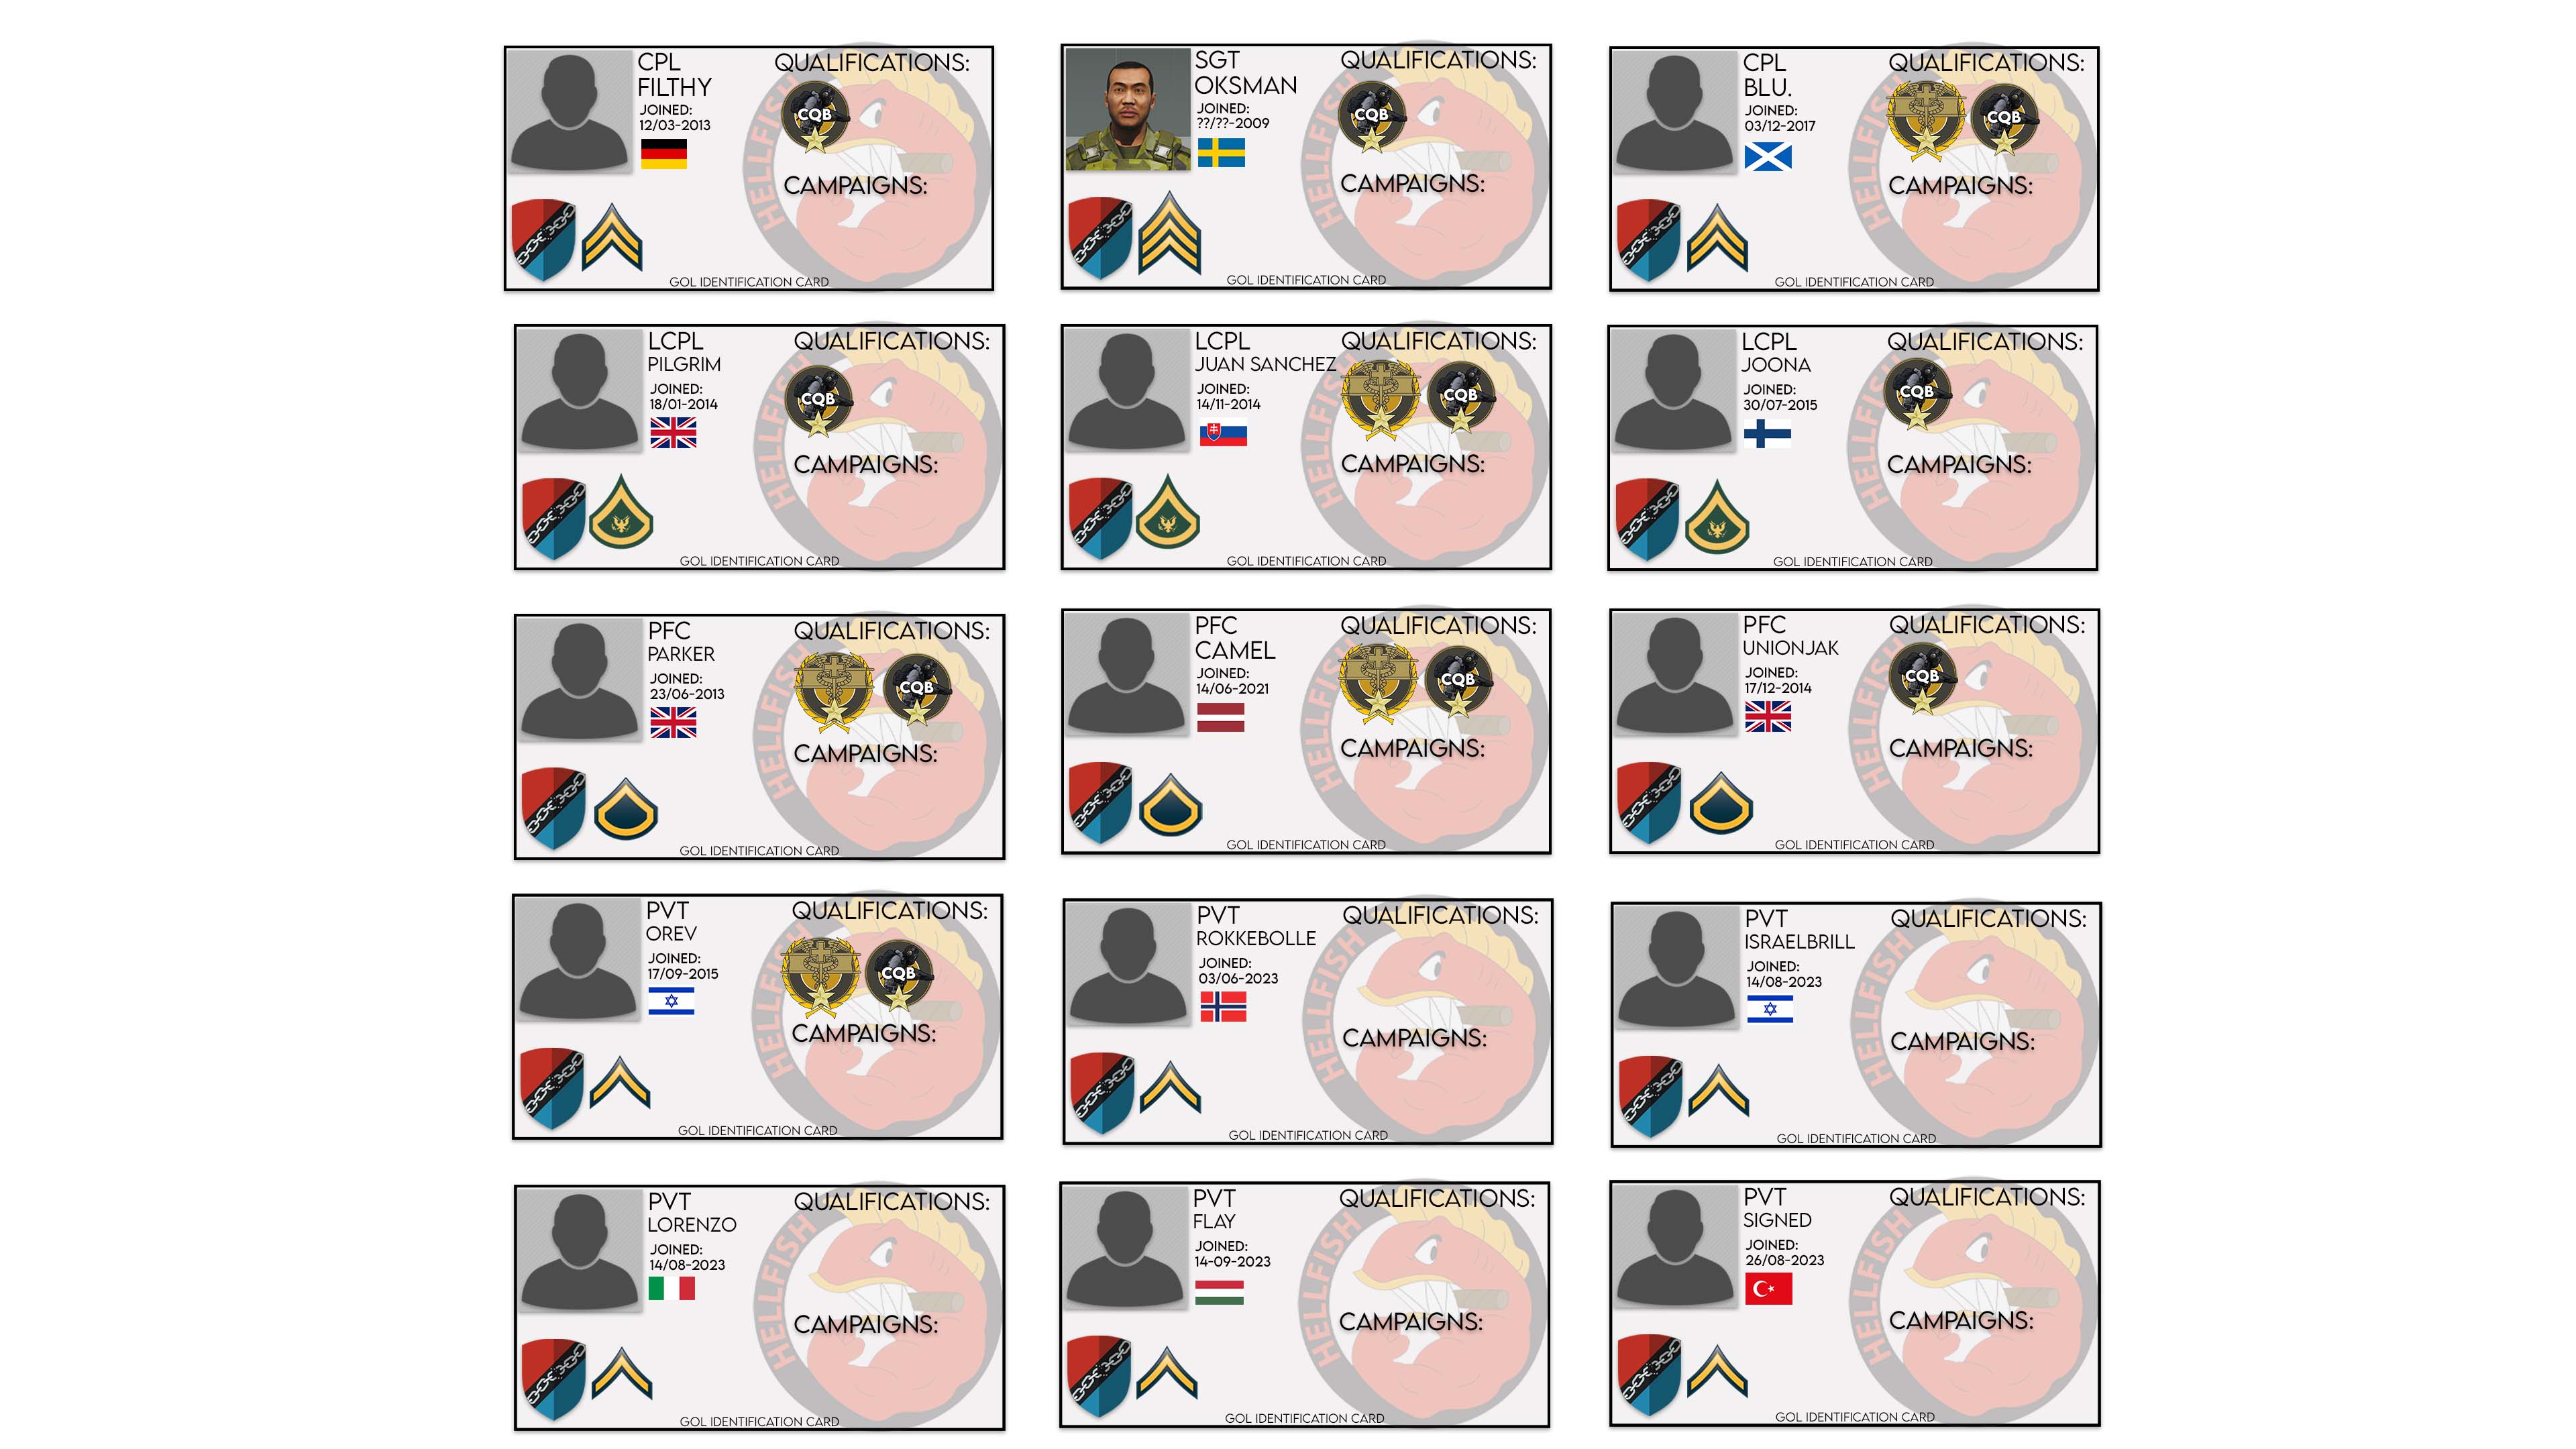 CPL
FILTHY
JOINED:
12/03-2013
QUALIFICATIONS:
CQB
CAMPAIGNS:
HELLFISH
GOL IDENTIFICATION CARD
SGT
OKSMAN
JOINED:
??/??-2009
QUALIFICATIONS:
CQB
CAMPAIGNS:
HELLFISH
GOL IDENTIFICATION CARD
CPL
BLU.
JOINED:
03/12-2017
QUALIFICATIONS:
CQB
CAMPAIGNS:
HELLFISH
GOL IDENTIFICATION CARD
LCPL
PILGRIM
JOINED:
18/01-2014
QUALIFICATIONS:
CQB
CAMPAIGNS:
HELLFISH
GOL IDENTIFICATION CARD
LCPL
JUAN SANCHEZ
JOINED:
14/11-2014
QUALIFICATIONS:
CQB
CAMPAIGNS:
HELLFISH
GOL IDENTIFICATION CARD
LCPL
JOONA
JOINED:
30/07-2015
QUALIFICATIONS:
CQB
CAMPAIGNS:
HELLFISH
GOL IDENTIFICATION CARD
PFC
PARKER
JOINED:
23/06-2013
QUALIFICATIONS:
CQB
CAMPAIGNS:
HELLFISH
GOL IDENTIFICATION CARD
PFC
CAMEL
JOINED:
14/06-2021
QUALIFICATIONS:
CQB
CAMPAIGNS:
HELLFISH
GOL IDENTIFICATION CARD
PFC
UNIONJAK
JOINED:
17/12-2014
QUALIFICATIONS:
CQB
CAMPAIGNS:
HELLFISH
GOL IDENTIFICATION CARD
PVT
OREV
JOINED:
17/09-2015
QUALIFICATIONS:
CQB
CAMPAIGNS:
HELLFISH
GOL IDENTIFICATION CARD
PVT
ROKKEBOLLE
JOINED:
03/06-2023
QUALIFICATIONS:
CAMPAIGNS:
HELLFISH
GOL IDENTIFICATION CARD
PVT
ISRAELBRILL
JOINED:
14/08-2023
QUALIFICATIONS:
CAMPAIGNS:
HELLFISH
GOL IDENTIFICATION CARD
PVT
LORENZO
JOINED:
14/08-2023
QUALIFICATIONS:
CAMPAIGNS:
HELLFISH
GOL IDENTIFICATION CARD
PVT
FLAY
JOINED:
14-09-2023
QUALIFICATIONS:
CAMPAIGNS:
HELLFISH
GOL IDENTIFICATION CARD
PVT
SIGNED
JOINED:
26/08-2023
QUALIFICATIONS:
CAMPAIGNS:
HELLFISH
GOL IDENTIFICATION CARD